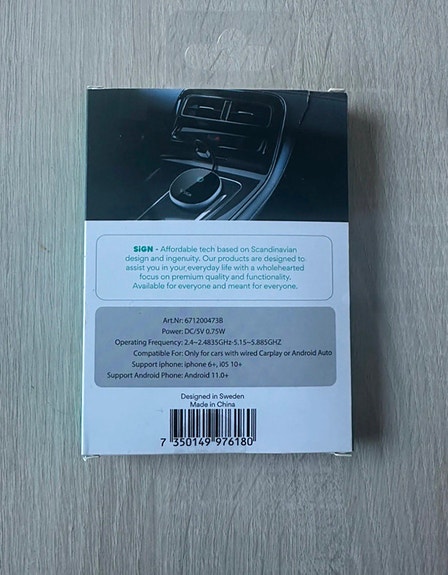 SiGN - Affordable tech based on Scandinavian
design and ingenuity. Our products are designed to
assist you in your everyday life with a wholehearted
focus on premium quality and functionality.
Available for everyone and meant for everyone.
Art.Nr: 671200473B
Power: DC/5V 0.75W
Operating Frequency: 2.4~2.4835GHz-5.15~5.885GHZ
Compatible For: Only for cars with wired Carplay or Android Auto
Support iphone: iphone 6+, iOS 10+
Support Android Phone: Android 11.0+
Designed in Sweden
Made in China
7 350149 976180